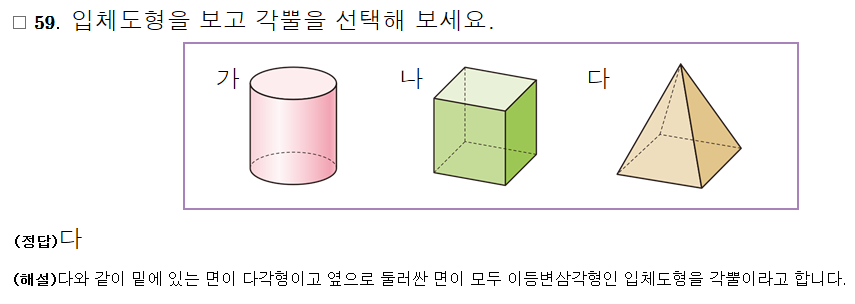 □ 59. 입체도형을 보고 각뿔을 선택해 보세요.
가 나 다
(정답)다
(해설)다와 같이 밑에 있는 면이 다각형이고 옆으로 둘러싼 면이 모두 이등변삼각형인 입체도형을 각뿔이라고 합니다.